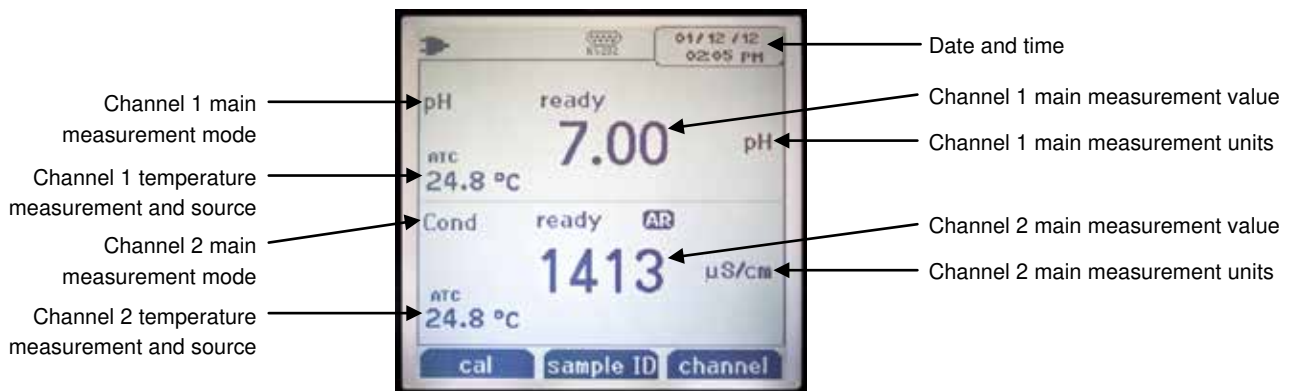 01/12/12
02:05 PM
RS232
pH
ready
7.00
pH
ATC
24.8 °C
Cond
ready
AR
1413
µS/cm
ATC
24.8 °C
cal
sample ID
channel
Channel 1 main
measurement mode
Channel 1 temperature
measurement and source
Channel 2 main
measurement mode
Channel 2 temperature
measurement and source
Date and time
Channel 1 main measurement value
Channel 1 main measurement units
Channel 2 main measurement value
Channel 2 main measurement units